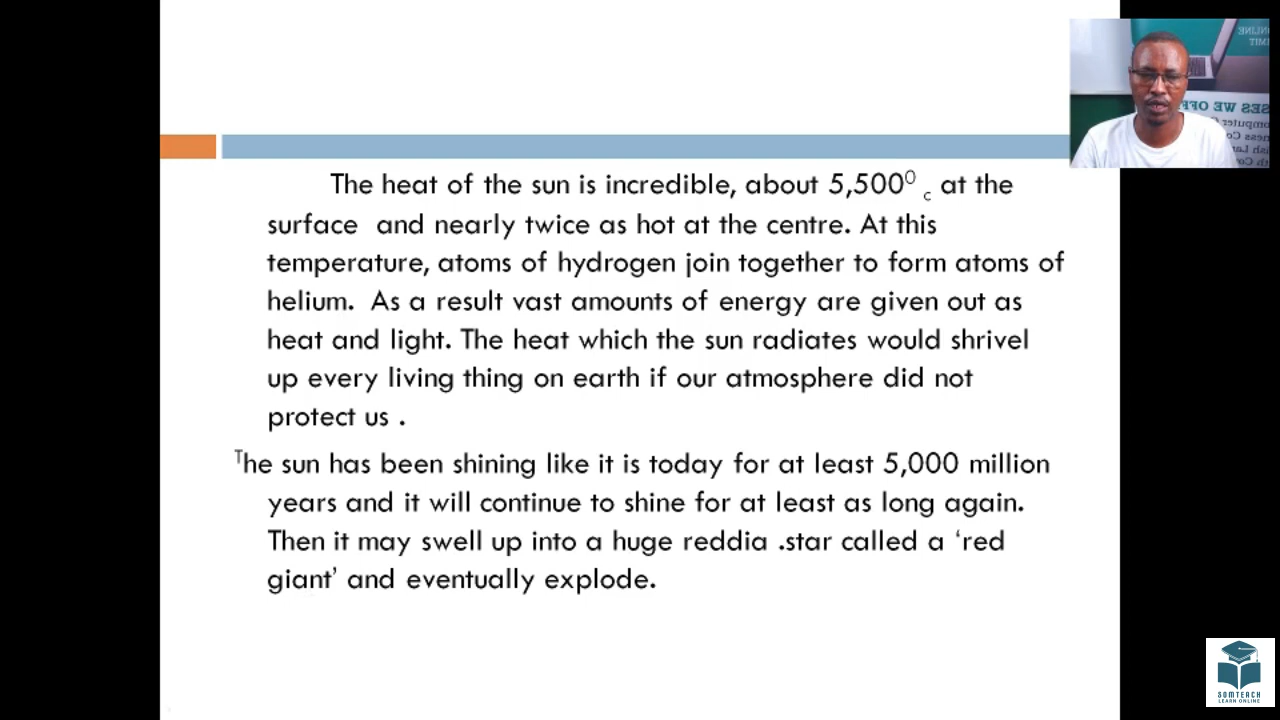 The heat of the sun is incredible, about 5,500⁰ c at the
surface and nearly twice as hot at the centre. At this
temperature, atoms of hydrogen join together to form atoms of
helium. As a result vast amounts of energy are given out as
heat and light. The heat which the sun radiates would shrivel
up every living thing on earth if our atmosphere did not
protect us .
The sun has been shining like it is today for at least 5,000 million
years and it will continue to shine for at least as long again.
Then it may swell up into a huge reddia .star called a ‘red
giant’ and eventually explode.
SOMTEACH
LEARN ONLINE